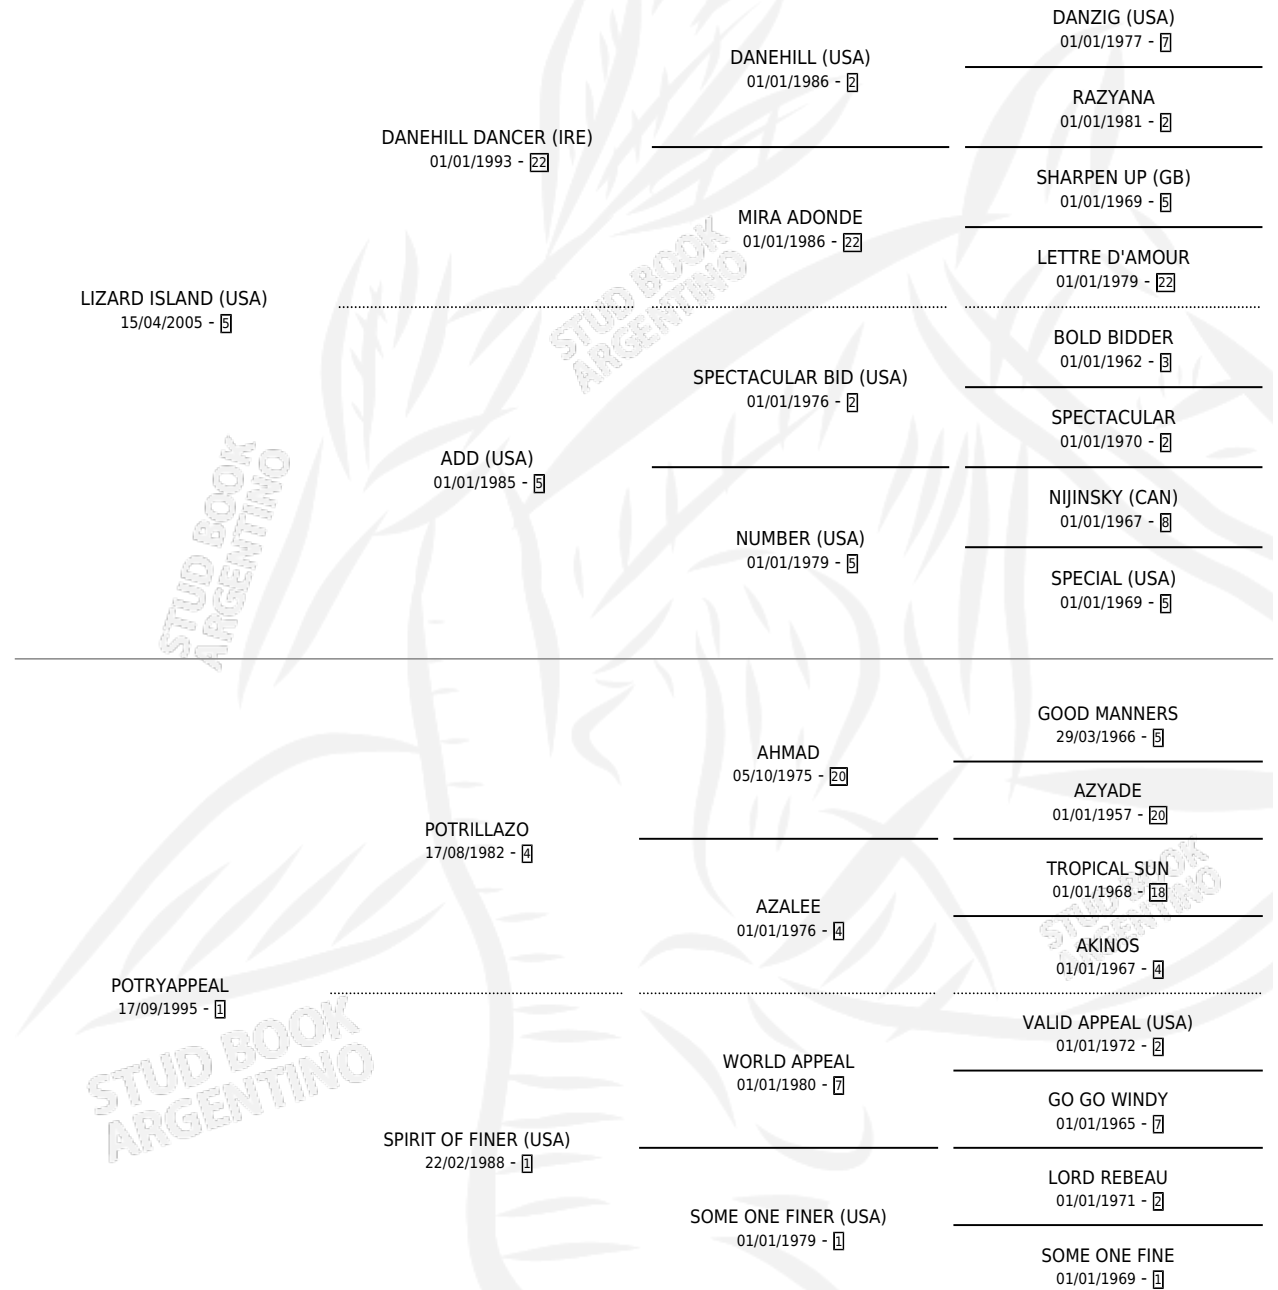 DANZIG (USA)
01/01/1977 - 7
DANEHILL (USA)
01/01/1986 - 2
RAZYANA
01/01/1981 - 2
DANEHILL DANCER (IRE)
01/01/1993 - 22
SHARPEN UP (GB)
01/01/1969 - 5
MIRA ADONDE
01/01/1986 - 22
LETTRE D'AMOUR
01/01/1979 - 22
LIZARD ISLAND (USA)
15/04/2005 - 5
BOLD BIDDER
01/01/1962 - 3
SPECTACULAR BID (USA)
01/01/1976 - 2
SPECTACULAR
01/01/1970 - 2
ADD (USA)
01/01/1985 - 5
NIJINSKY (CAN)
01/01/1967 - 8
NUMBER (USA)
01/01/1979 - 5
SPECIAL (USA)
01/01/1969 - 5
GOOD MANNERS
29/03/1966 - 5
AHMAD
05/10/1975 - 20
AZYADE
01/01/1957 - 20
POTRILLAZO
17/08/1982 - 4
TROPICAL SUN
01/01/1968 - 18
AZALEE
01/01/1976 - 4
AKINOS
01/01/1967 - 4
POTRYAPPEAL
17/09/1995 - 1
VALID APPEAL (USA)
01/01/1972 - 2
WORLD APPEAL
01/01/1980 - 7
GO GO WINDY
01/01/1965 - 7
SPIRIT OF FINER (USA)
22/02/1988 - 1
LORD REBEAU
01/01/1971 - 2
SOME ONE FINER (USA)
01/01/1979 - 1
SOME ONE FINE
01/01/1969 - 1
STUD BOOK
ARGENTINO
STUD BOOK
ARGENTINO
STUD BOOK
ARGENTINO
STUD BOOK
ARGENTINO